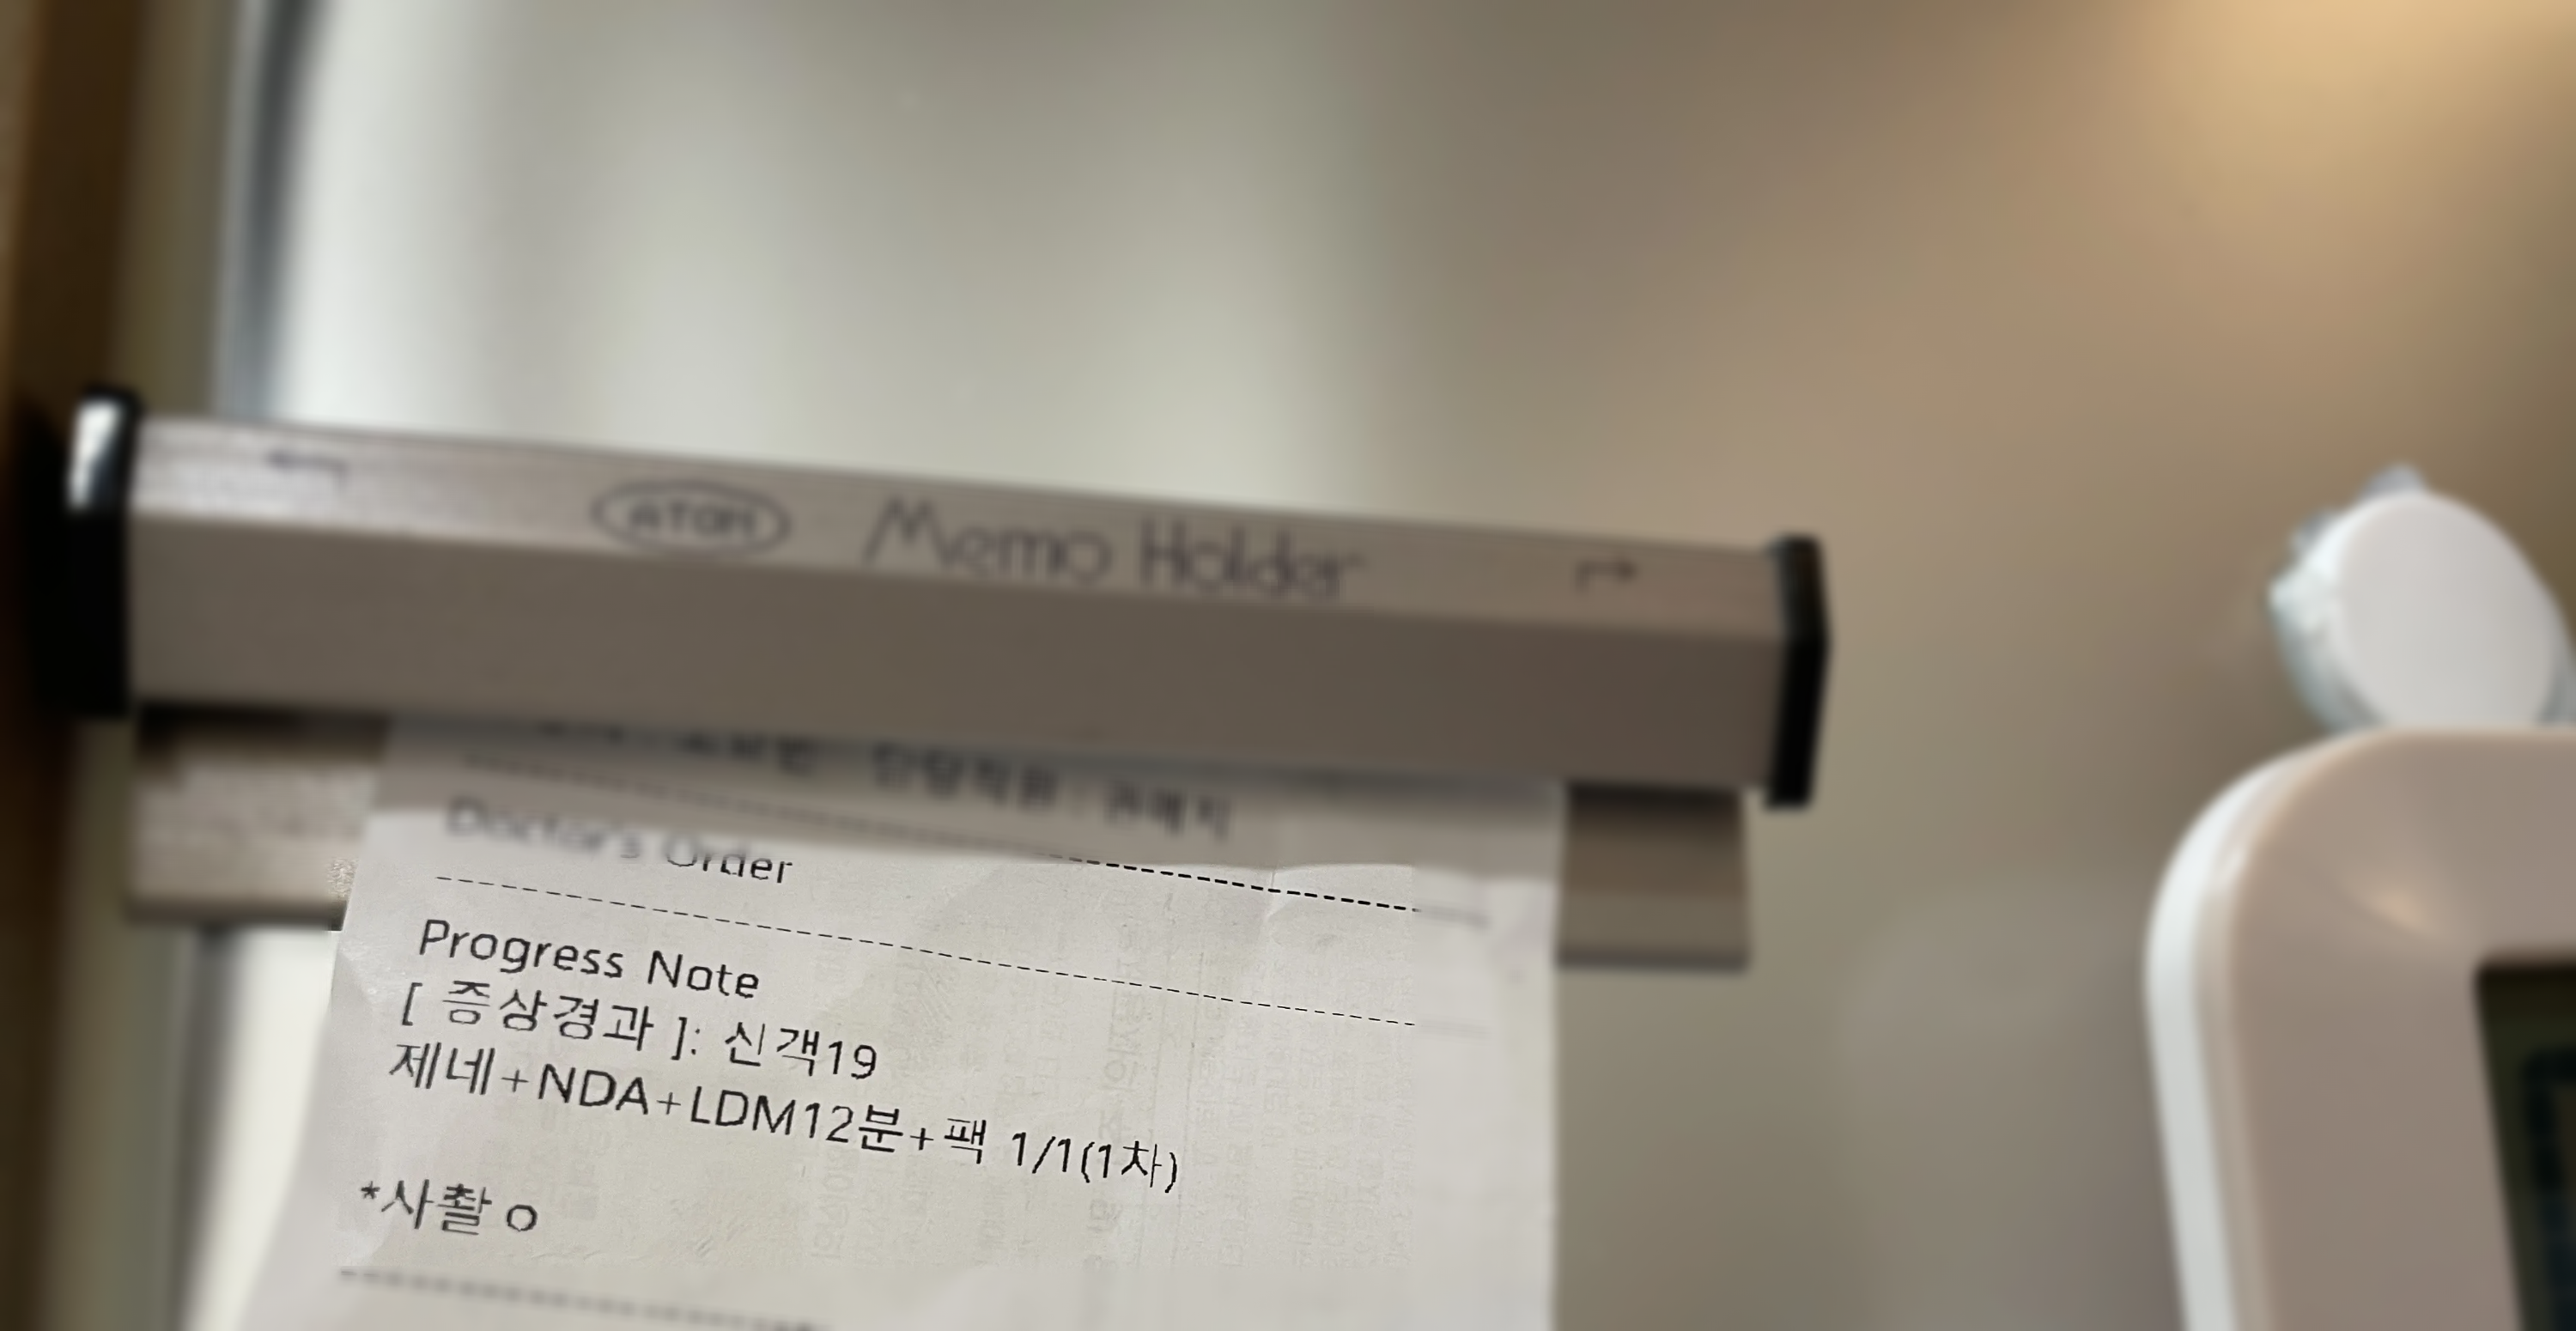 ATOM Memo Holder
Doctor's Order
Progress Note
[ 증상경과 ]: 신객19
제네+NDA+LDM12분+팩 1/1(1차)
*사촬 o